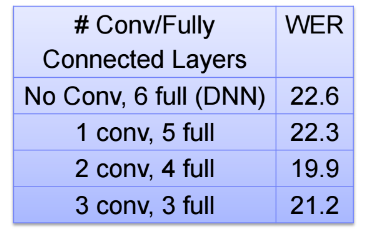 # Conv/Fully WER
Connected Layers
No Conv, 6 full (DNN) 22.6
1 conv, 5 full 22.3
2 conv, 4 full 19.9
3 conv, 3 full 21.2